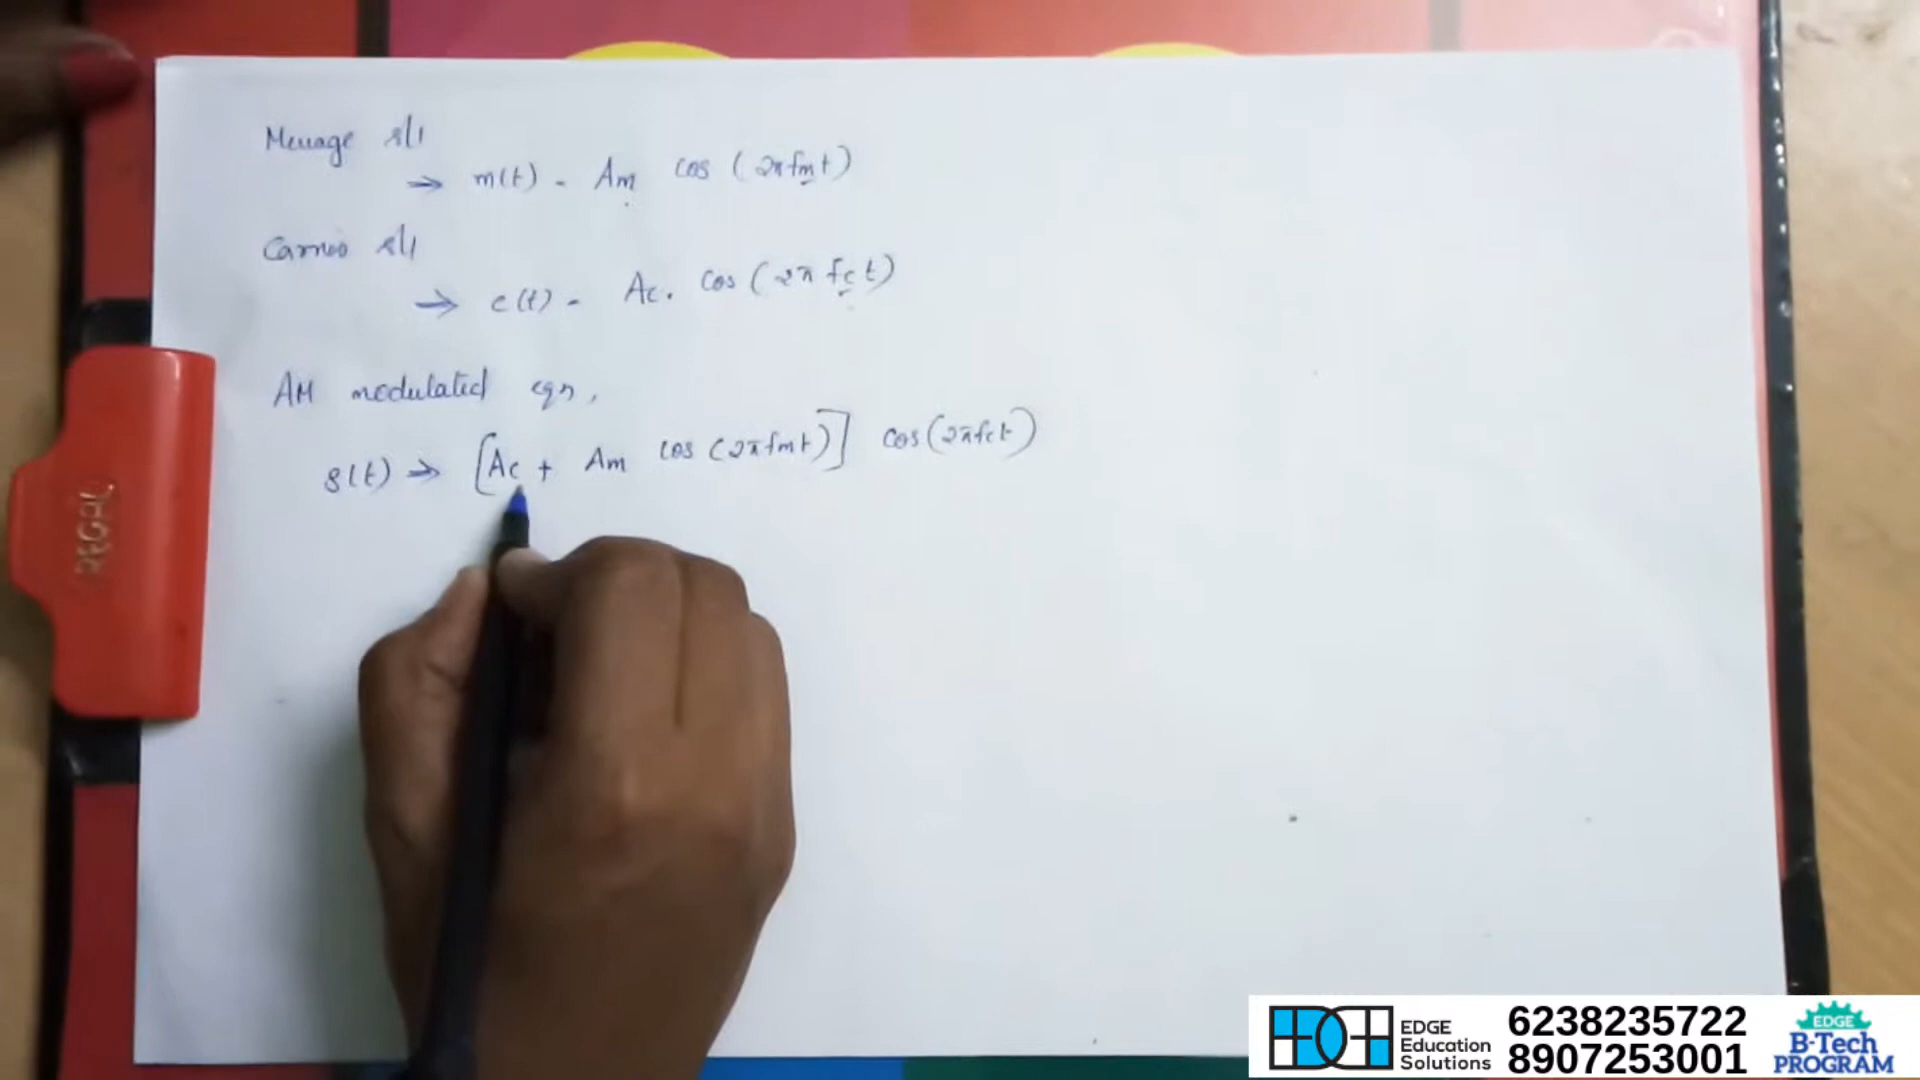 Message s/l
→ m(t) - Am cos (2πfmt)
Carrier s/l
→ c(t) - Ac. cos (2π fct)
AM modulated eqn,
s(t) → [Ac + Am cos (2πfmt)] cos(2πfct)
REGAL
EDGE
Education
Solutions
6238235722
8907253001
EDGE
B-Tech
PROGRAM